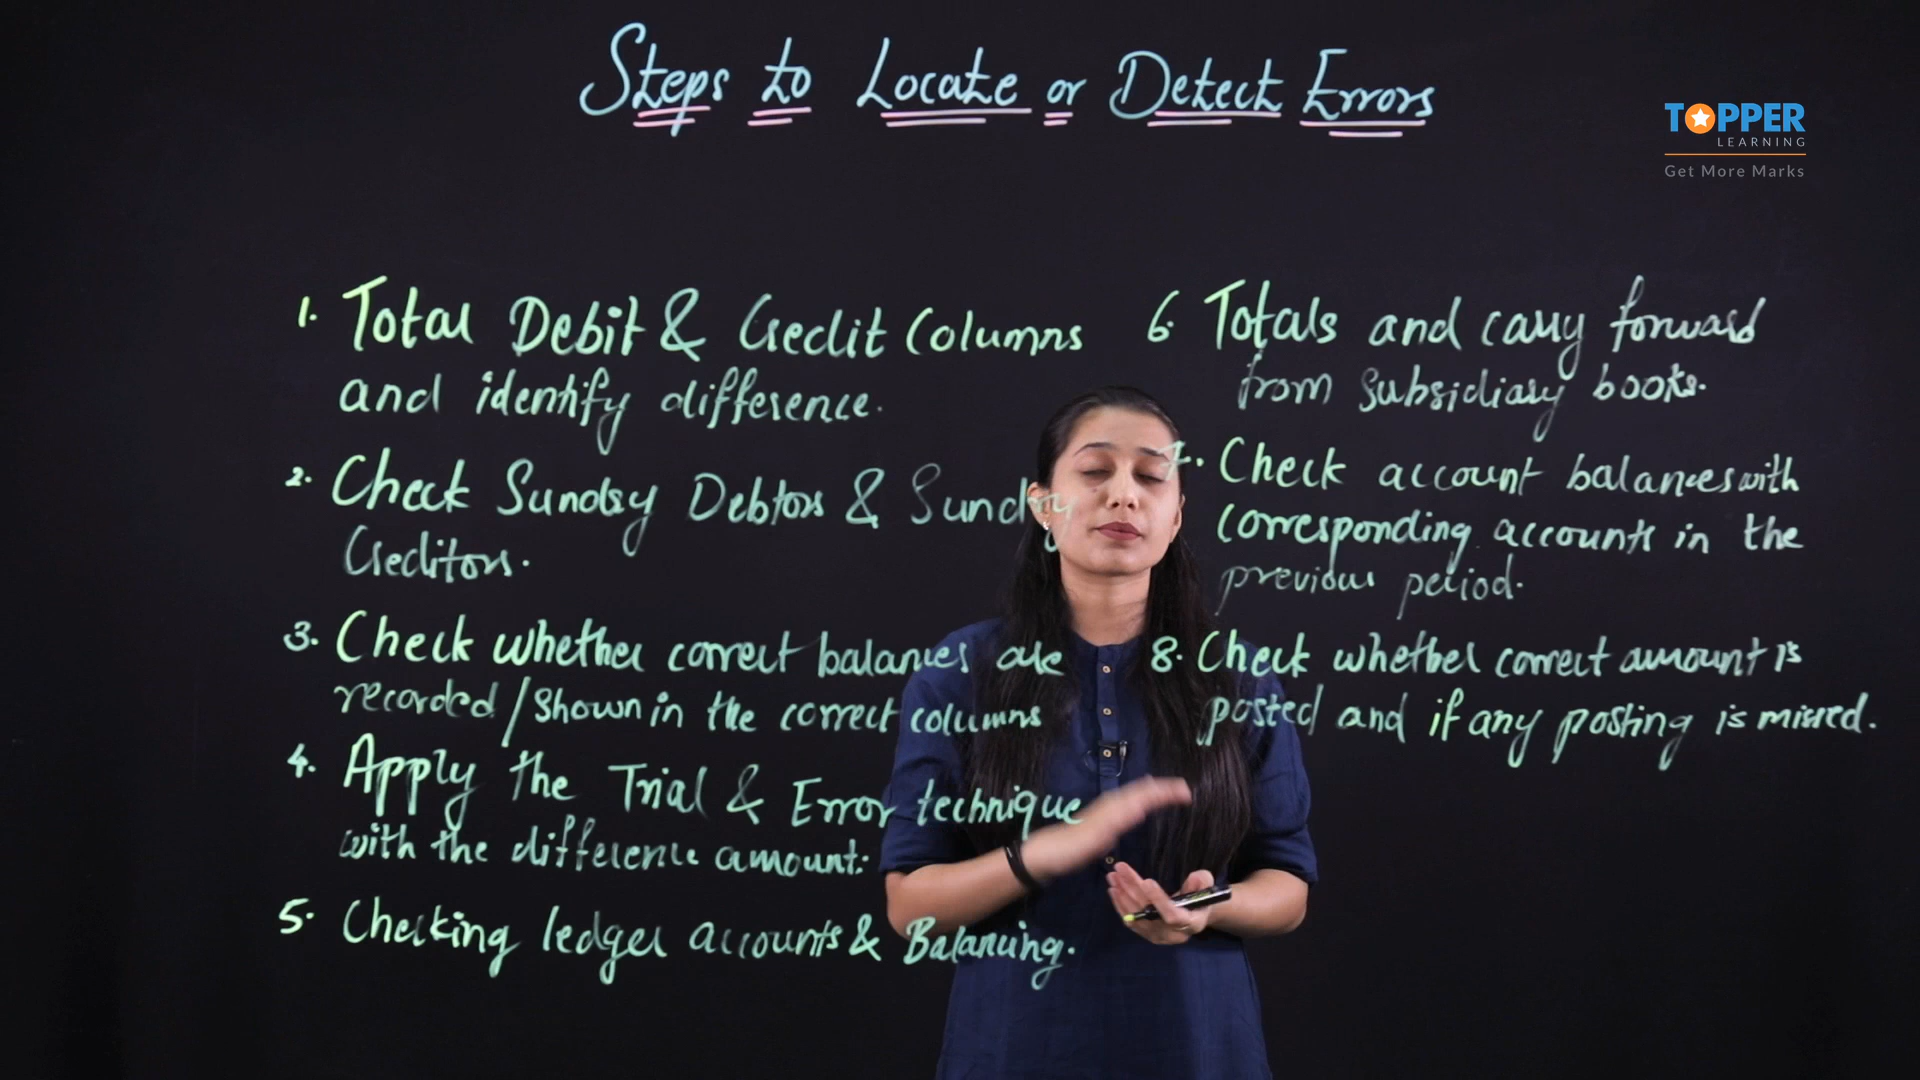 Steps to Locate or Detect Errors
TOPPER
LEARNING
Get More Marks
1. Total Debit & Credit Columns
and identify difference.
2. Check Sundry Debtors & Sundry
Creditors.
3. Check whether correct balances are
recorded/shown in the correct columns
4. Apply the Trial & Error technique
with the difference amount:
5. Checking ledger accounts & Balancing.
6. Totals and carry forward
from subsidiary books.
7. Check account balances with
corresponding accounts in the
previous period.
8. Check whether correct amount is
posted and if any posting is missed.